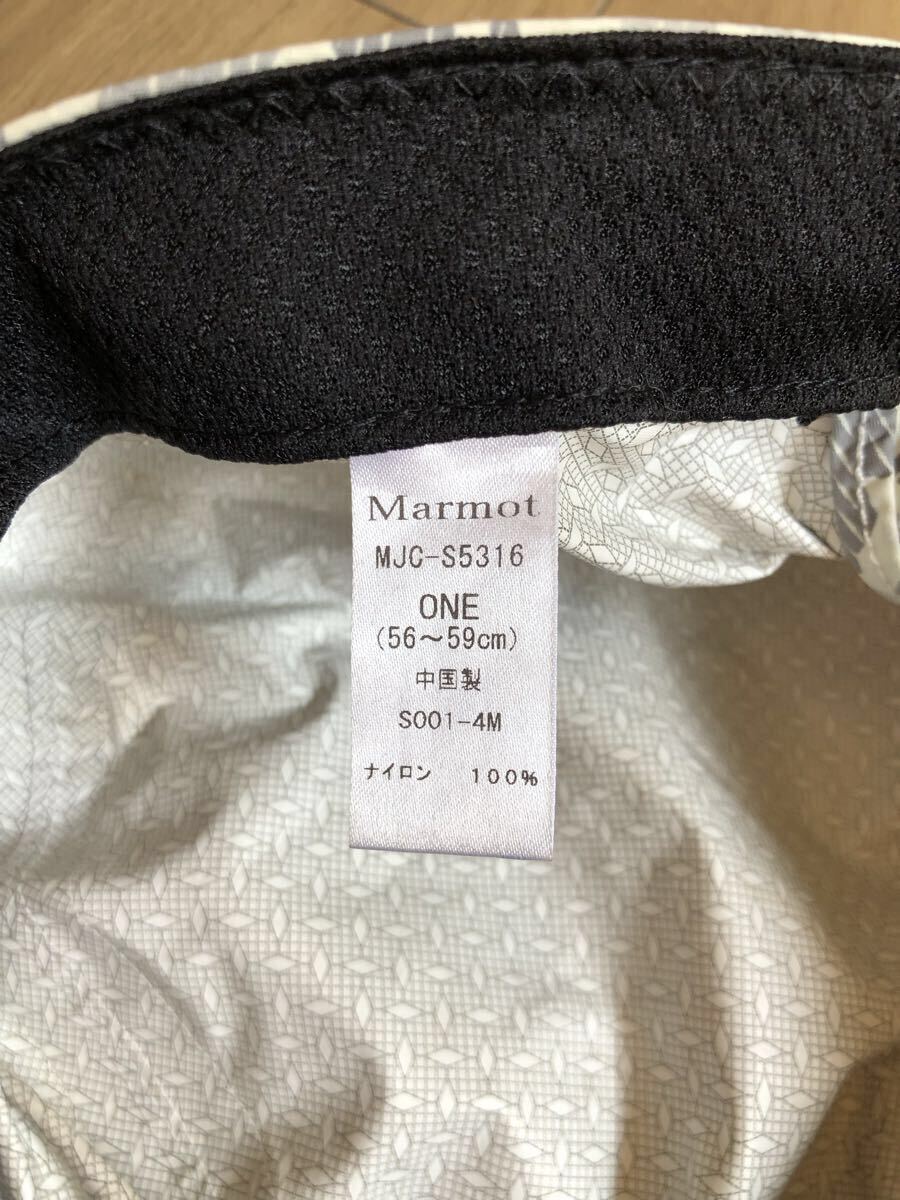 Marmot
MJC-S5316
ONE
(56～59cm)
中国製
S001-4M
ナイロン 100%